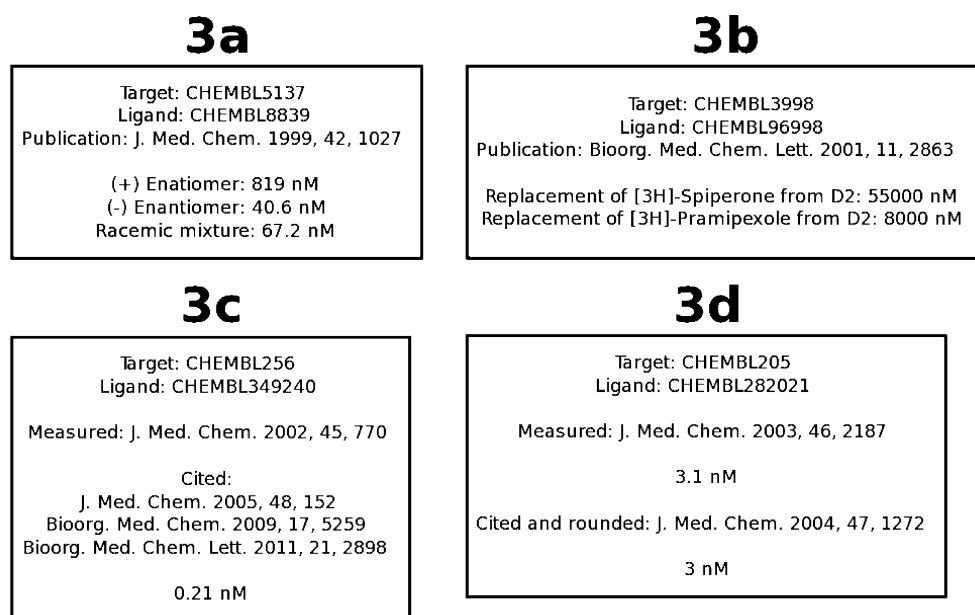 3a
Target: CHEMBL5137
Ligand: CHEMBL8839
Publication: J. Med. Chem. 1999, 42, 1027
(+) Enatiomer: 819 nM
(-) Enantiomer: 40.6 nM
Racemic mixture: 67.2 nM
3b
Target: CHEMBL3998
Ligand: CHEMBL96998
Publication: Bioorg. Med. Chem. Lett. 2001, 11, 2863
Replacement of [3H]-Spiperone from D2: 55000 nM
Replacement of [3H]-Pramipexole from D2: 8000 nM
3c
Target: CHEMBL256
Ligand: CHEMBL349240
Measured: J. Med. Chem. 2002, 45, 770
Cited:
J. Med. Chem. 2005, 48, 152
Bioorg. Med. Chem. 2009, 17, 5259
Bioorg. Med. Chem. Lett. 2011, 21, 2898
0.21 nM
3d
Target: CHEMBL205
Ligand: CHEMBL282021
Measured: J. Med. Chem. 2003, 46, 2187
3.1 nM
Cited and rounded: J. Med. Chem. 2004, 47, 1272
3 nM